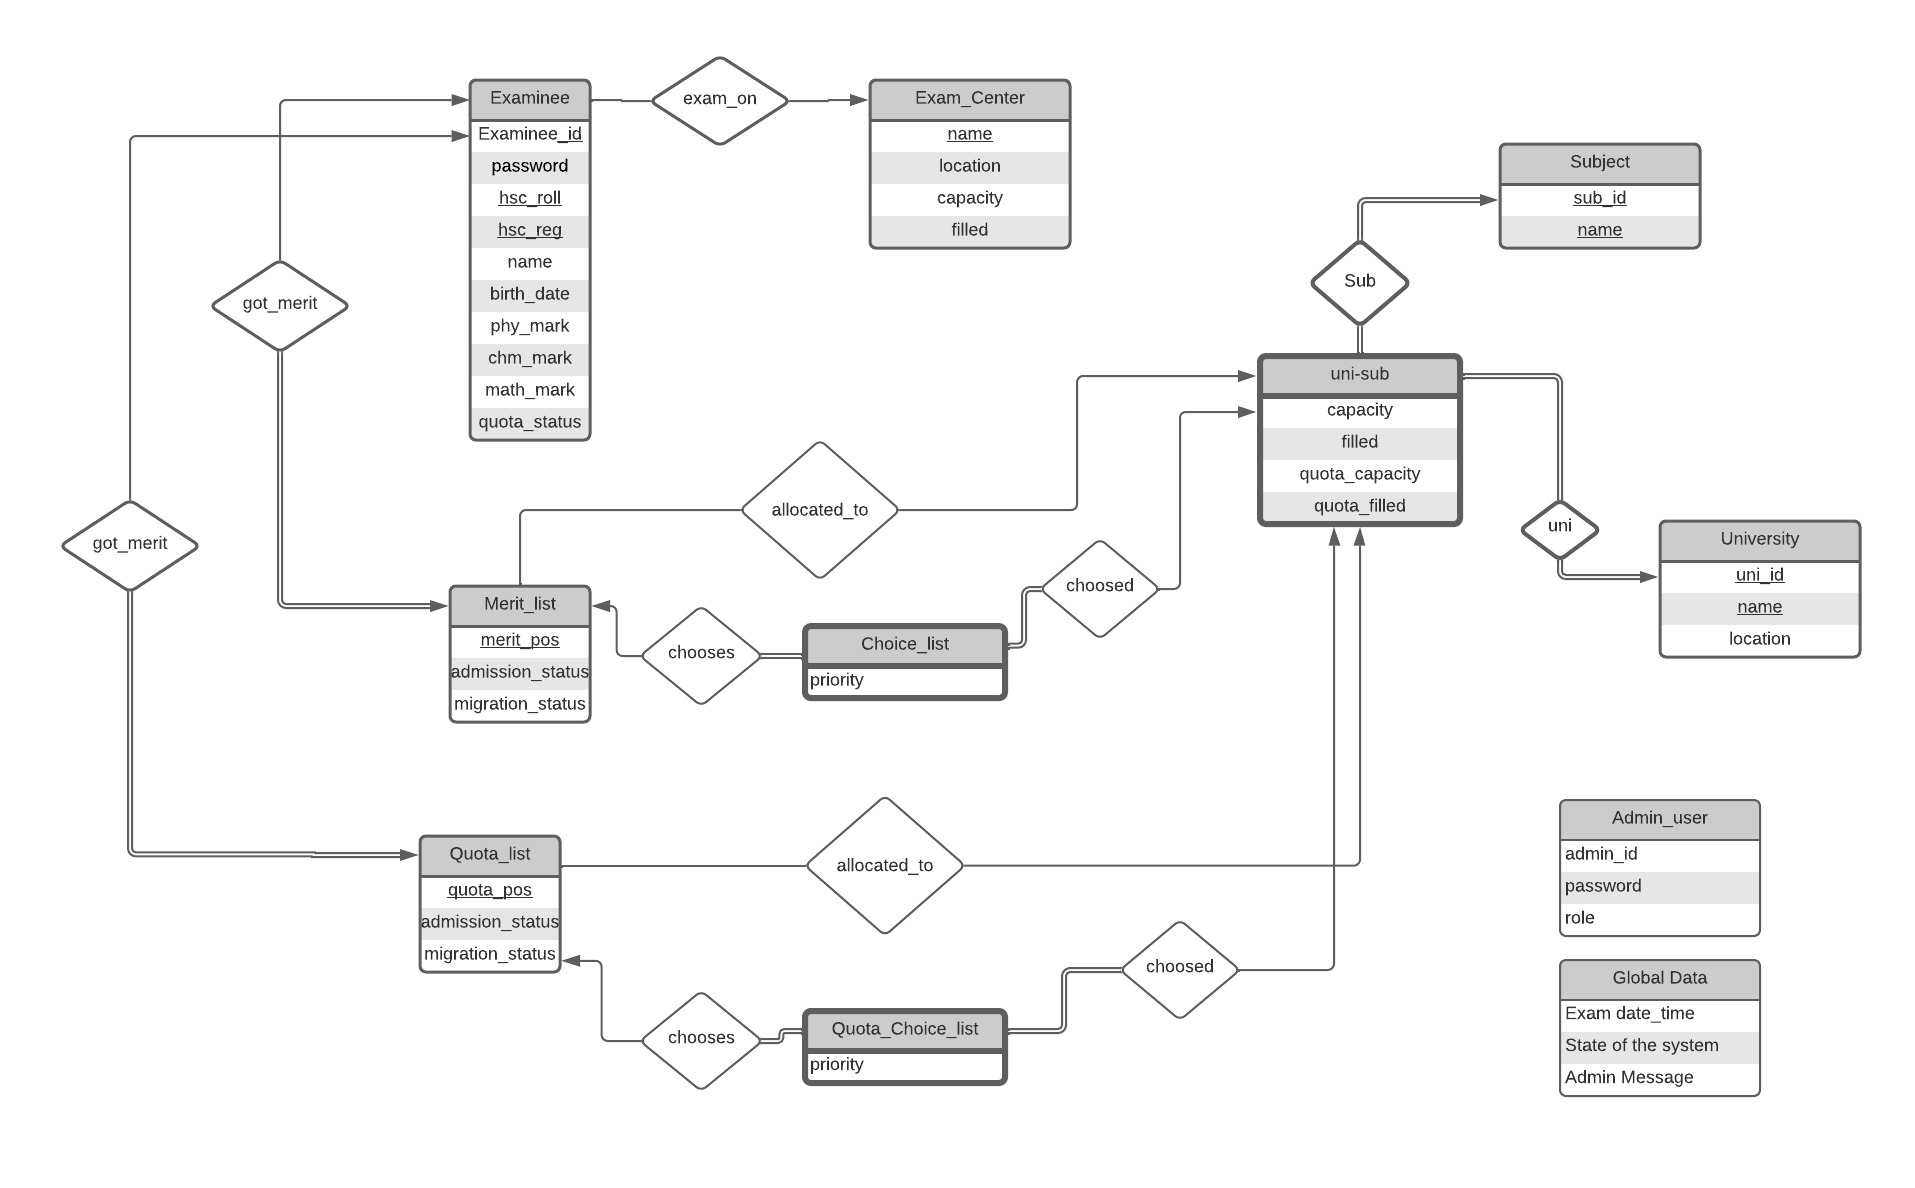 Examinee
Examinee_id
password
hsc_roll
hsc_reg
name
birth_date
phy_mark
chm_mark
math_mark
quota_status
exam_on
Exam_Center
name
location
capacity
filled
Subject
sub_id
name
Sub
got_merit
uni-sub
capacity
filled
quota_capacity
quota_filled
allocated_to
got_merit
uni
University
uni_id
name
location
choosed
Merit_list
merit_pos
admission_status
migration_status
chooses
Choice_list
priority
Quota_list
quota_pos
admission_status
migration_status
allocated_to
Admin_user
admin_id
password
role
choosed
chooses
Quota_Choice_list
priority
Global Data
Exam date_time
State of the system
Admin Message